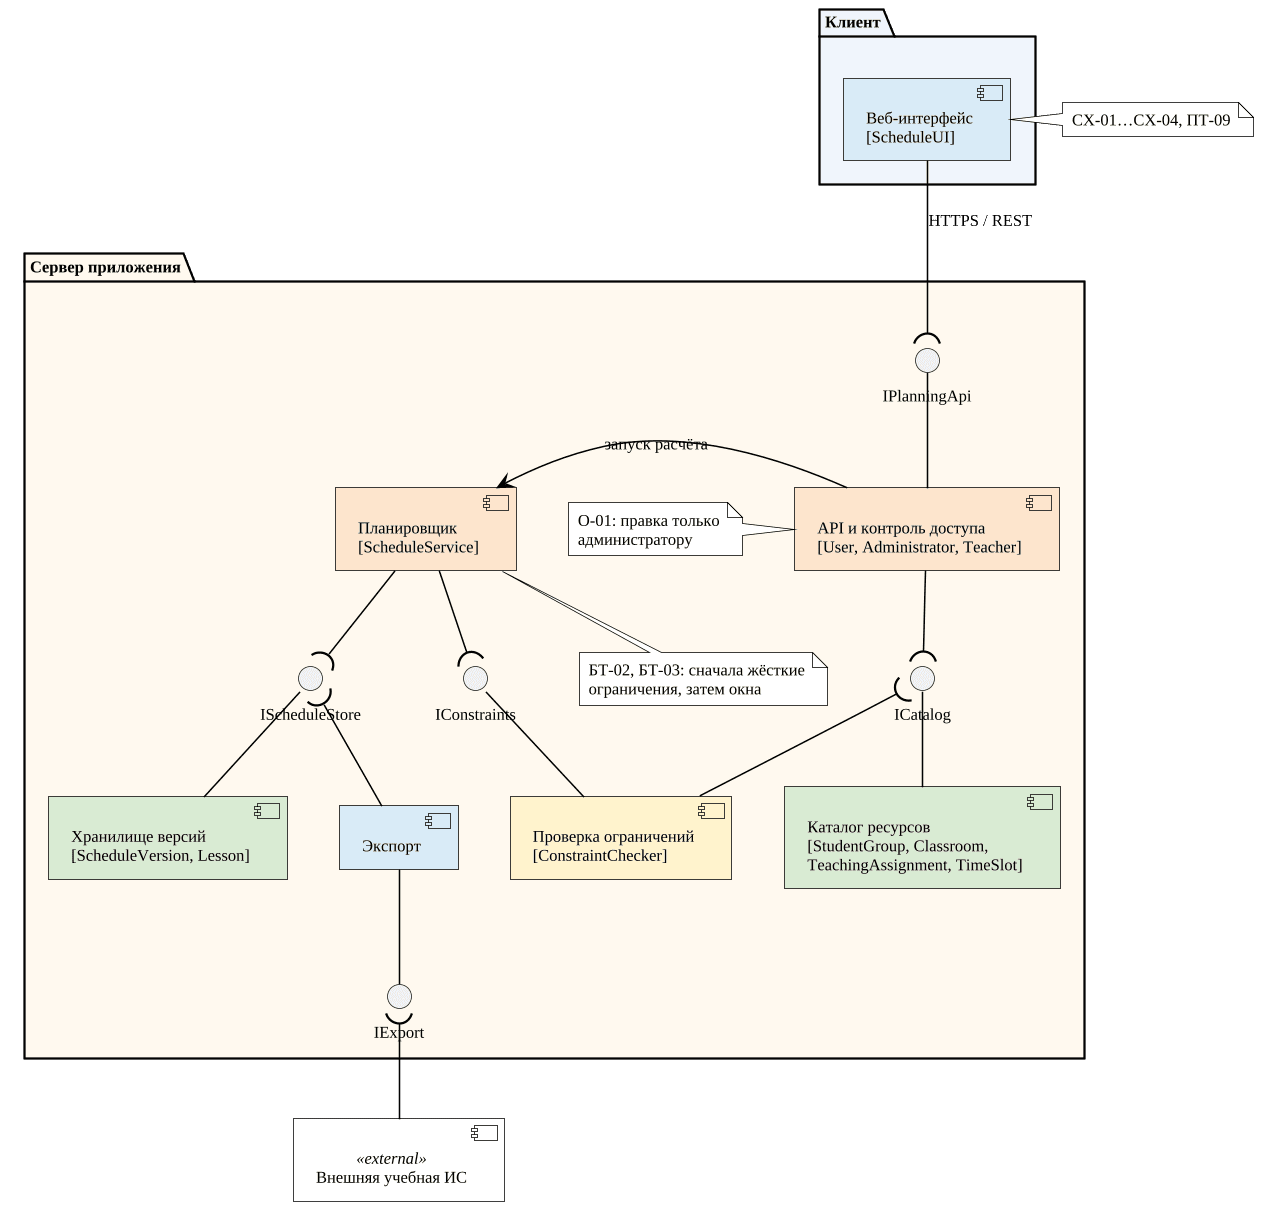 Клиент
Веб-интерфейс
[ScheduleUI]
СХ-01…СХ-04, ПТ-09
HTTPS / REST
Сервер приложения
IPlanningApi
запуск расчёта
Планировщик
[ScheduleService]
О-01: правка только
администратору
API и контроль доступа
[User, Administrator, Teacher]
БТ-02, БТ-03: сначала жёсткие
ограничения, затем окна
IScheduleStore
IConstraints
ICatalog
Хранилище версий
[ScheduleVersion, Lesson]
Экспорт
Проверка ограничений
[ConstraintChecker]
Каталог ресурсов
[StudentGroup, Classroom,
TeachingAssignment, TimeSlot]
IExport
«external»
Внешняя учебная ИС